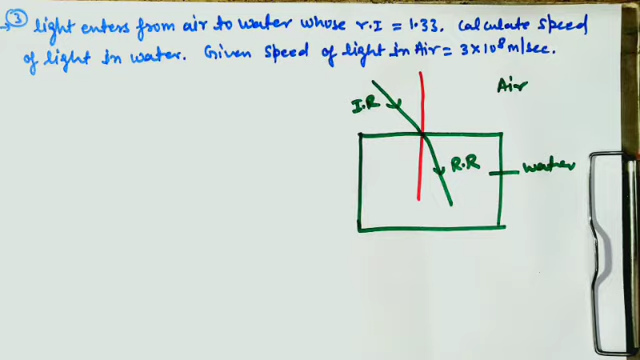 ③ light enters from air to water whose r.I = 1.33. Calculate speed
of light in water. Given speed of light in Air = 3×10⁸m/sec.
Air
I.R
R.R
water